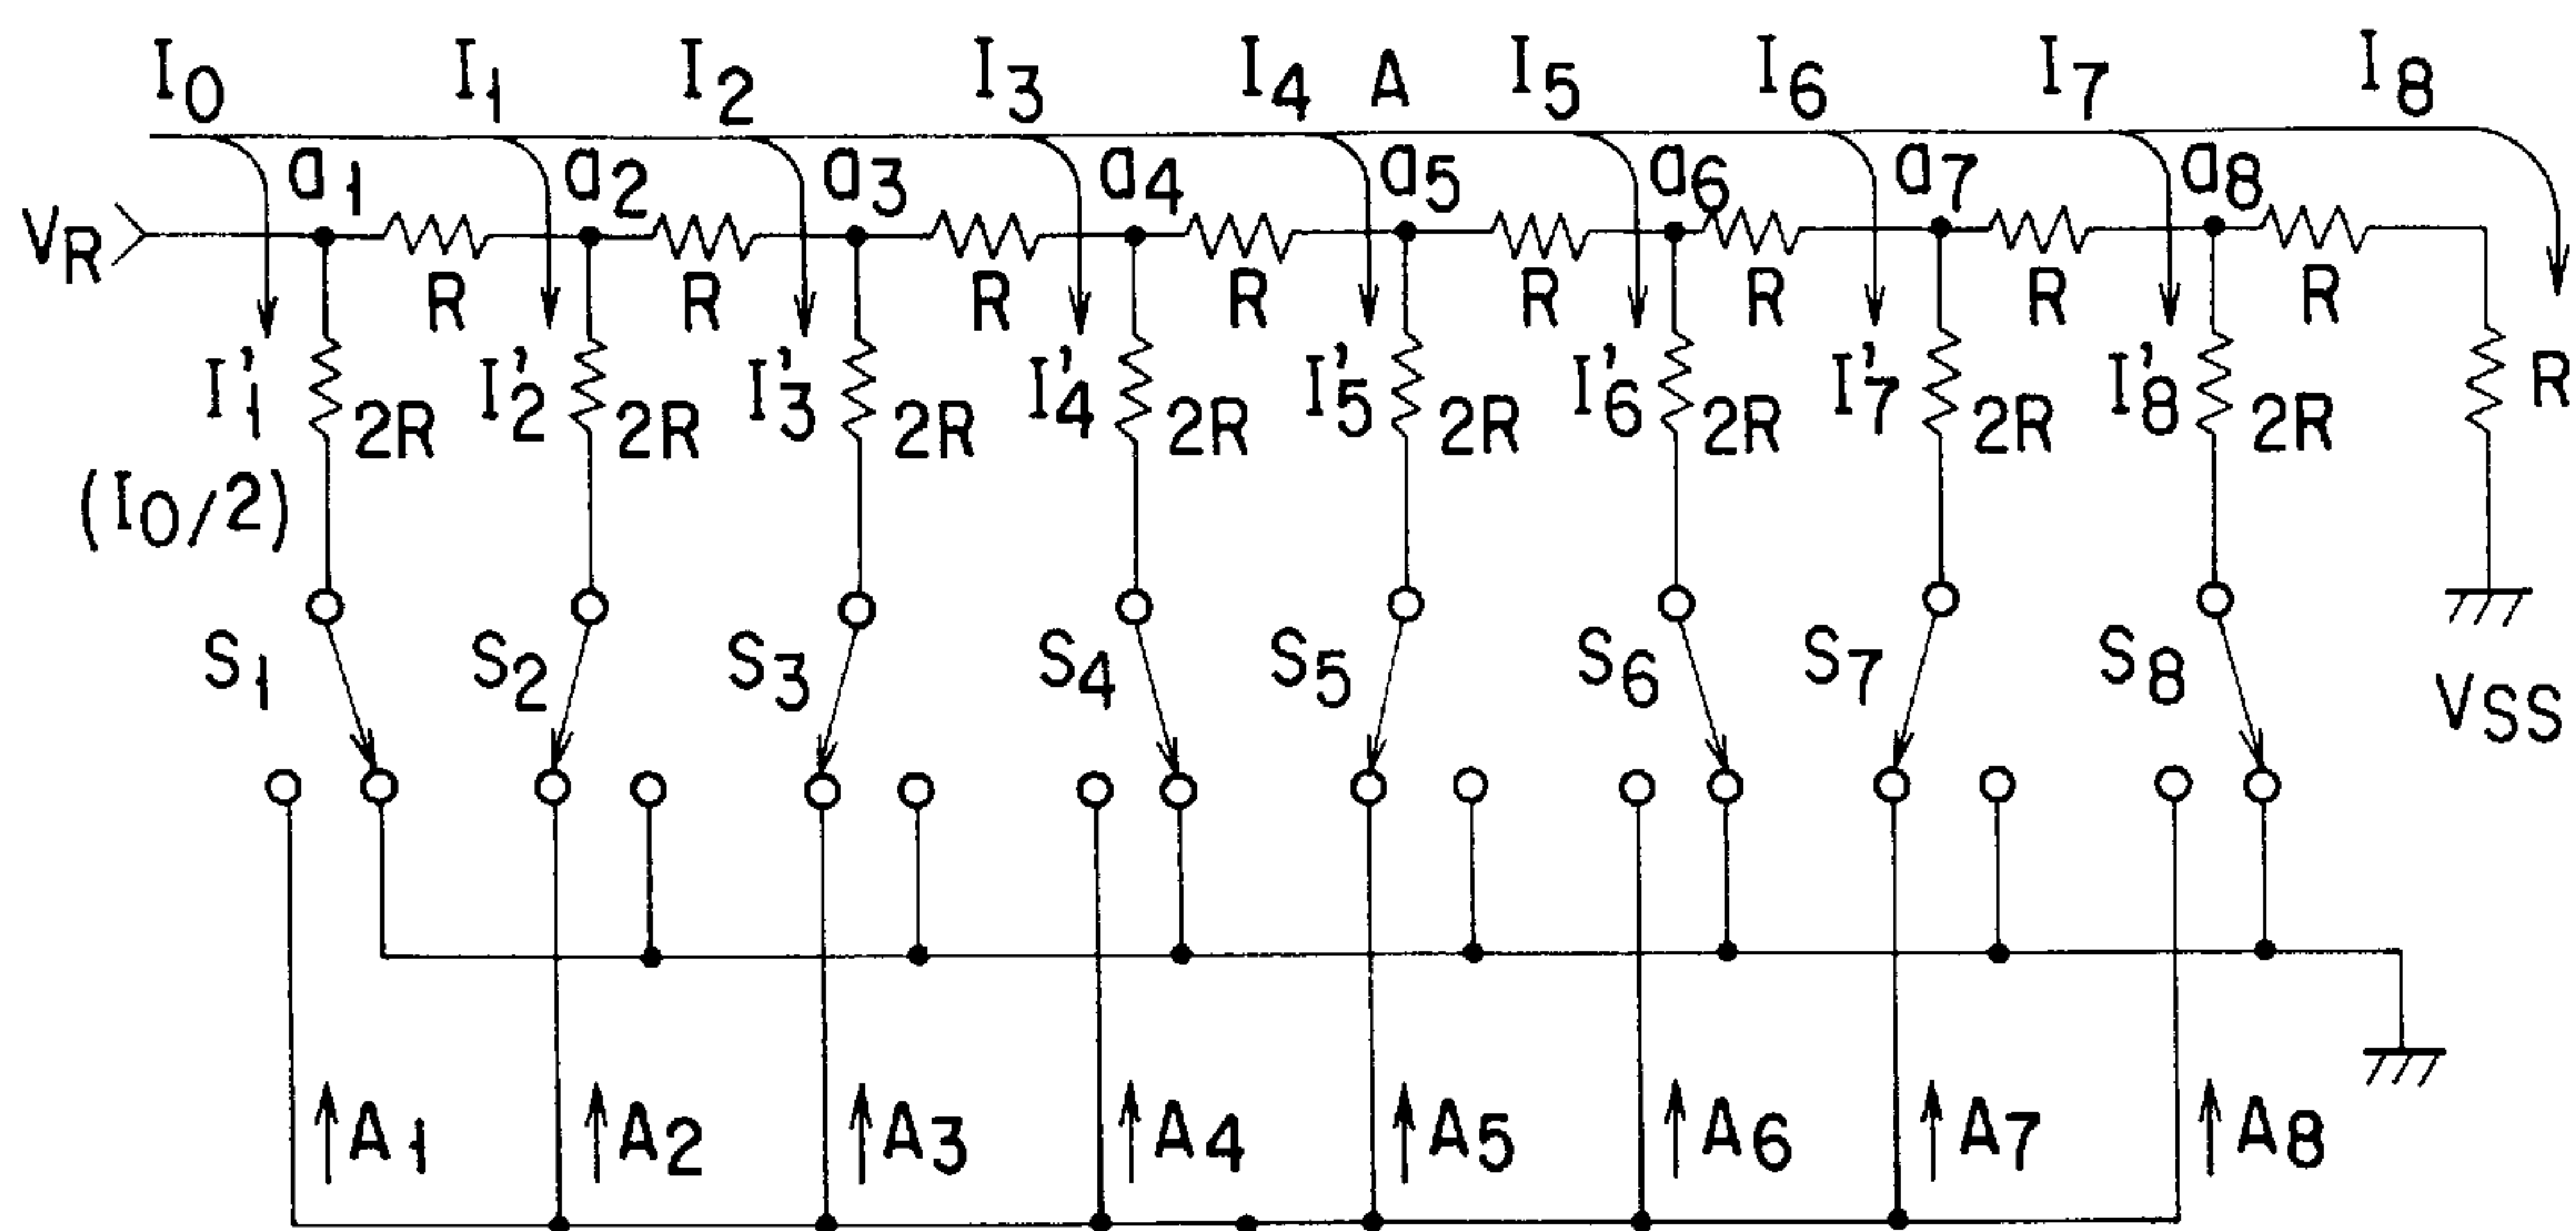 I0 I1 I2 I3 I4 A I5 I6 I7 I8
a1 a2 a3 a4 a5 a6 a7 a8
VR
R R R R R R R R
I'1 2R I'2 2R I'3 2R I'4 2R I'5 2R I'6 2R I'7 2R I'8 2R R
(I0/2)
S1 S2 S3 S4 S5 S6 S7 S8 VSS
A1 A2 A3 A4 A5 A6 A7 A8